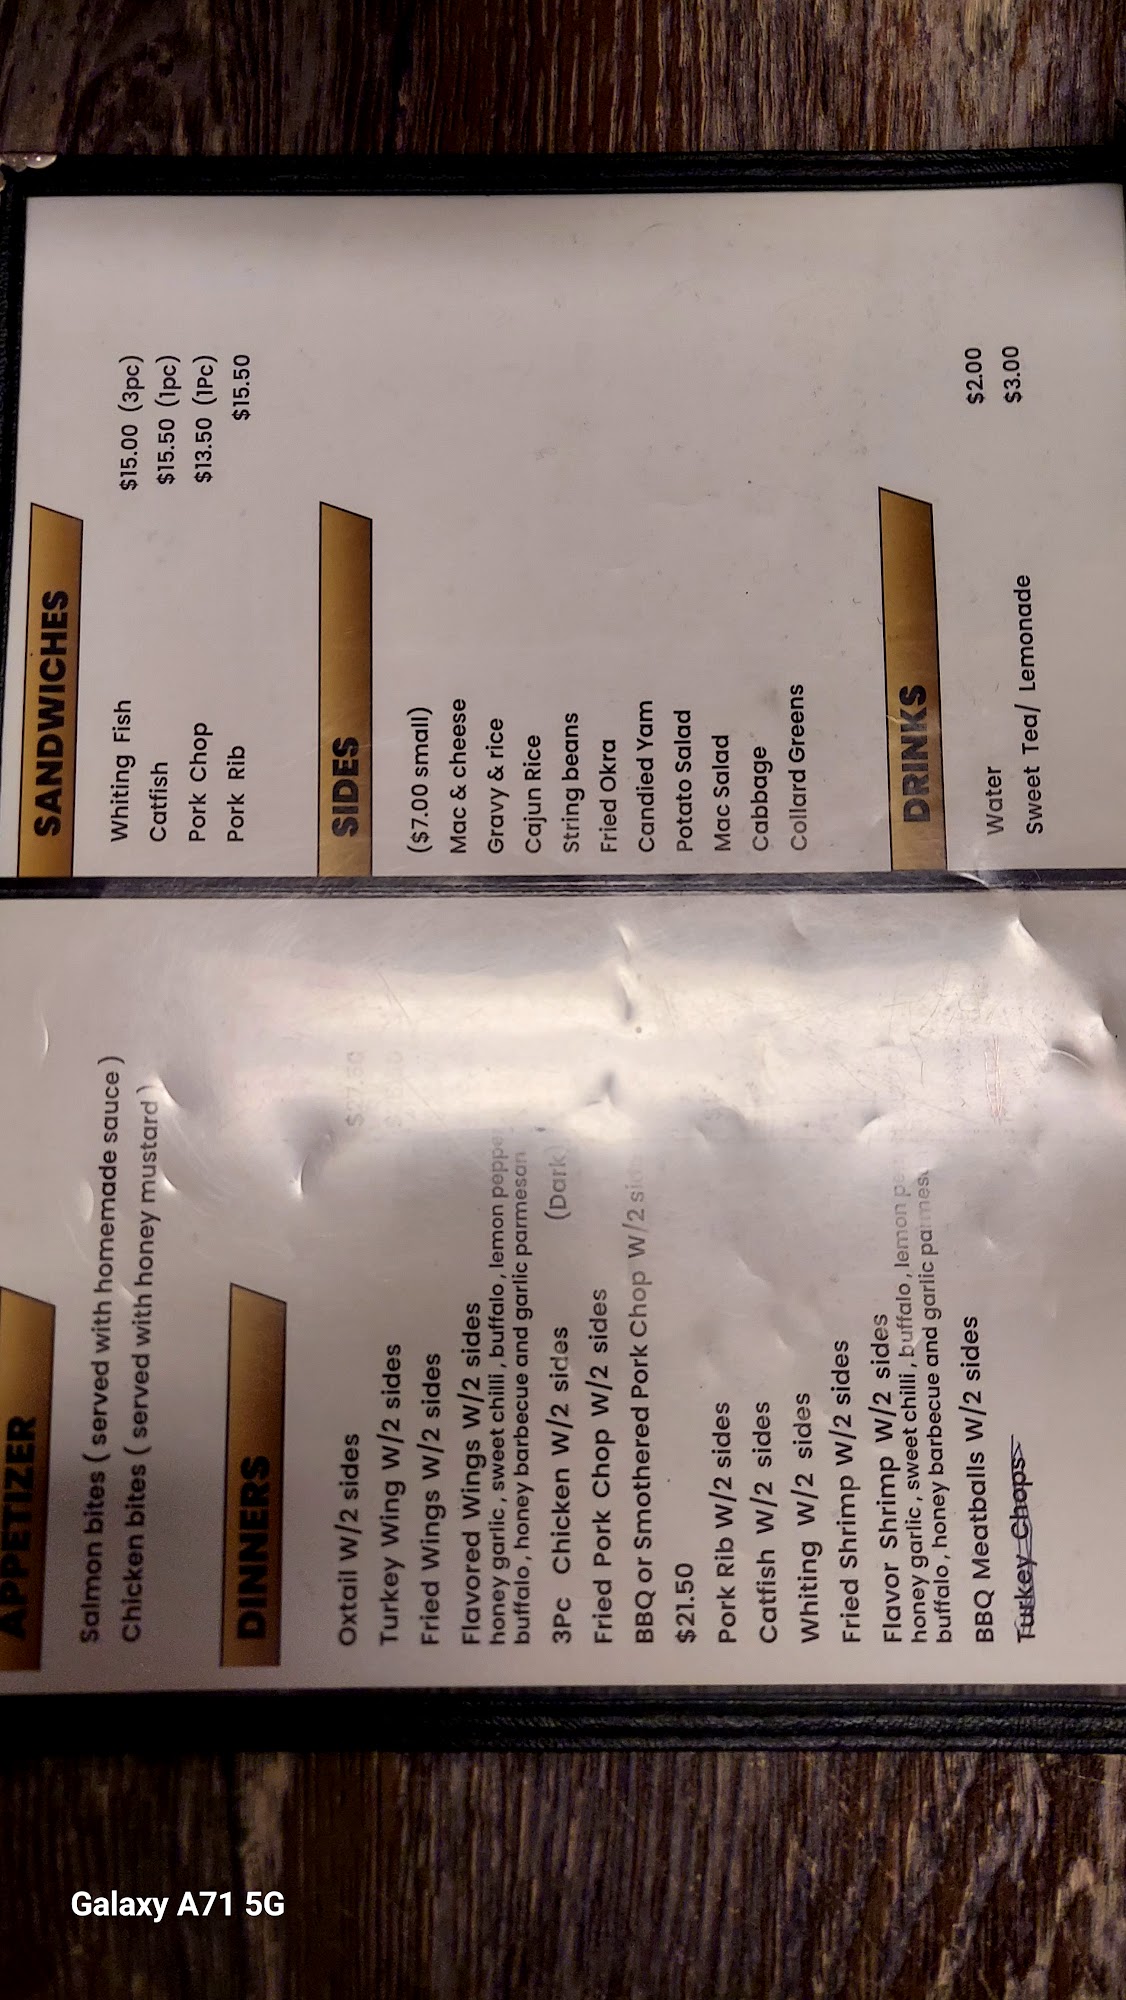 APPETIZER
Salmon bites ( served with homemade sauce )
Chicken bites ( served with honey mustard )
DINNERS
Oxtail W/2 sides
Turkey Wing W/2 sides
Fried Wings W/2 sides
Flavored Wings W/2 sides
honey garlic , sweet chilli , buffalo , lemon pepper
buffalo , honey barbecue and garlic parmesan
3Pc Chicken W/2 sides (Dark)
Fried Pork Chop W/2 sides
BBQ or Smothered Pork Chop W/2 sides
$21.50
Pork Rib W/2 sides
Catfish W/2 sides
Whiting W/2 sides
Fried Shrimp W/2 sides
Flavor Shrimp W/2 sides
honey garlic , sweet chilli , buffalo , lemon
buffalo , honey barbecue and garlic parmesan
BBQ Meatballs W/2 sides
Turkey Chops
SANDWICHES
Whiting Fish $15.00 (3pc)
Catfish $15.50 (1pc)
Pork Chop $13.50 (1Pc)
Pork Rib $15.50
SIDES
($7.00 small)
Mac & cheese
Gravy & rice
Cajun Rice
String beans
Fried Okra
Candied Yam
Potato Salad
Mac Salad
Cabbage
Collard Greens
DRINKS
Water $2.00
Sweet Tea/ Lemonade $3.00
Galaxy A71 5G